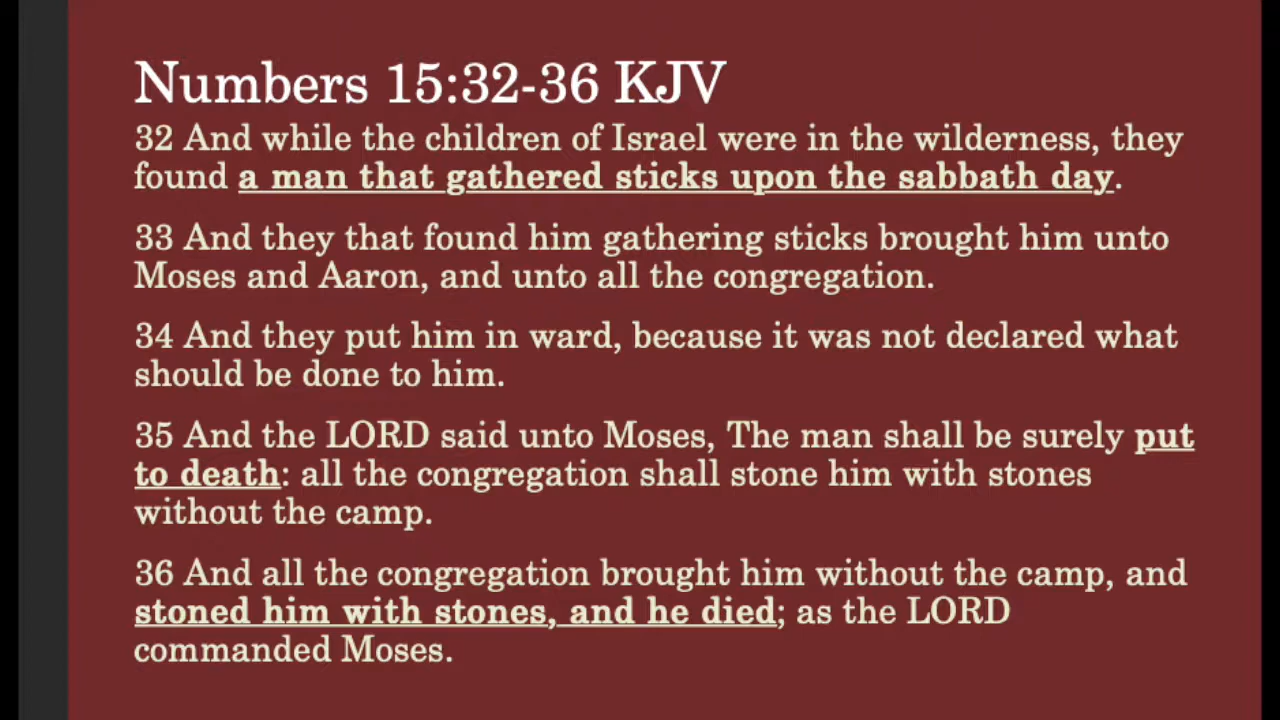 Numbers 15:32-36 KJV
32 And while the children of Israel were in the wilderness, they
found a man that gathered sticks upon the sabbath day.
33 And they that found him gathering sticks brought him unto
Moses and Aaron, and unto all the congregation.
34 And they put him in ward, because it was not declared what
should be done to him.
35 And the LORD said unto Moses, The man shall be surely put
to death: all the congregation shall stone him with stones
without the camp.
36 And all the congregation brought him without the camp, and
stoned him with stones, and he died; as the LORD
commanded Moses.